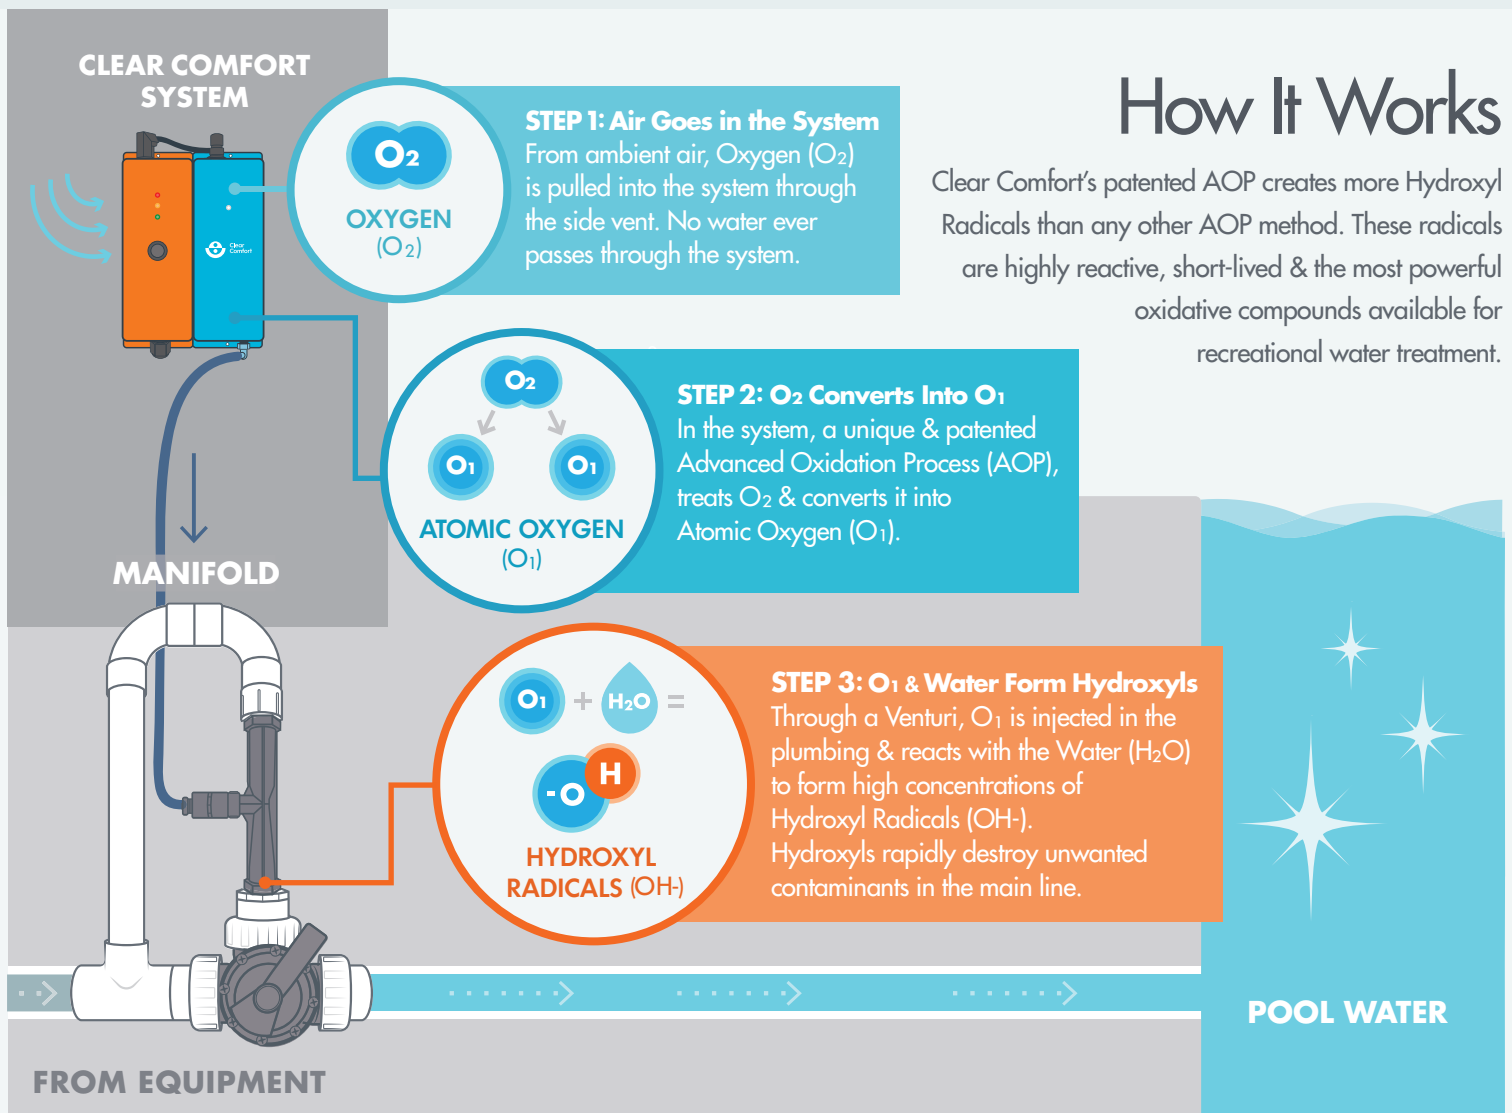 CLEAR COMFORT
SYSTEM
Clear
Comfort
O2
OXYGEN
(O2)
STEP 1: Air Goes in the System
From ambient air, Oxygen (O2)
is pulled into the system through
the side vent. No water ever
passes through the system.
How It Works
Clear Comfort’s patented AOP creates more Hydroxyl
Radicals than any other AOP method. These radicals
are highly reactive, short-lived & the most powerful
oxidative compounds available for
recreational water treatment.
O2
O1 O1
ATOMIC OXYGEN
(O1)
STEP 2: O2 Converts Into O1
In the system, a unique & patented
Advanced Oxidation Process (AOP),
treats O2 & converts it into
Atomic Oxygen (O1).
MANIFOLD
O1 + H2O =
-O H
HYDROXYL
RADICALS (OH-)
STEP 3: O1 & Water Form Hydroxyls
Through a Venturi, O1 is injected in the
plumbing & reacts with the Water (H2O)
to form high concentrations of
Hydroxyl Radicals (OH-).
Hydroxyls rapidly destroy unwanted
contaminants in the main line.
POOL WATER
FROM EQUIPMENT